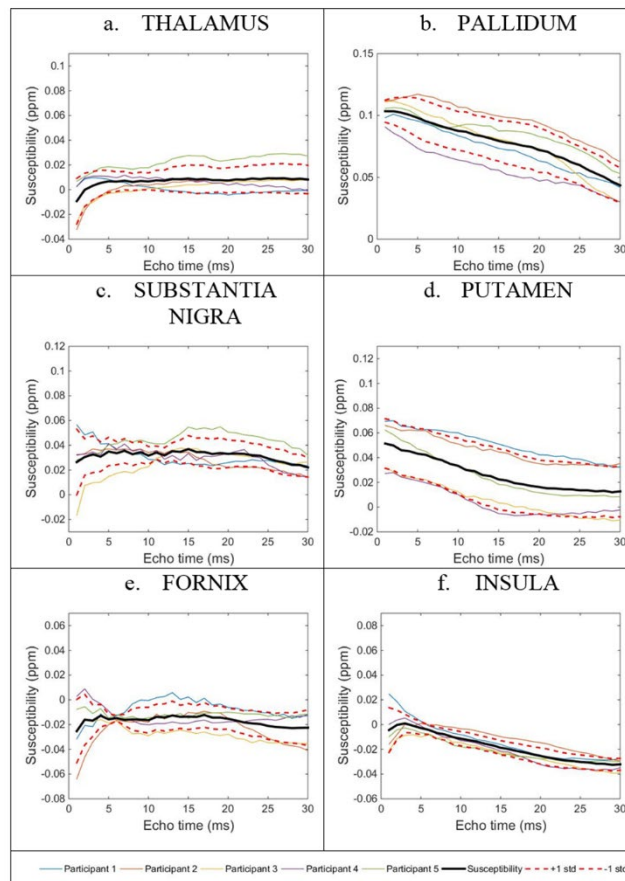 a. THALAMUS
0.1
0.08
0.06
0.04
0.02
0
-0.02
-0.04
Susceptibility (ppm)
0 5 10 15 20 25 30
Echo time (ms)
b. PALLIDUM
0.15
0.1
0.05
0
Susceptibility (ppm)
0 5 10 15 20 25 30
Echo time (ms)
c. SUBSTANTIA
NIGRA
0.12
0.1
0.08
0.06
0.04
0.02
0
-0.02
Susceptibility (ppm)
0 5 10 15 20 25 30
Echo time (ms)
d. PUTAMEN
0.12
0.1
0.08
0.06
0.04
0.02
0
-0.02
Susceptibility (ppm)
0 5 10 15 20 25 30
Echo time (ms)
e. FORNIX
0.06
0.04
0.02
0
-0.02
-0.04
-0.06
-0.08
Susceptibility (ppm)
0 5 10 15 20 25 30
Echo time (ms)
f. INSULA
0.08
0.06
0.04
0.02
0
-0.02
-0.04
-0.06
Susceptibility (ppm)
0 5 10 15 20 25 30
Echo time (ms)
Participant 1 Participant 2 Participant 3 Participant 4 Participant 5 Susceptibility +1 std -1 std